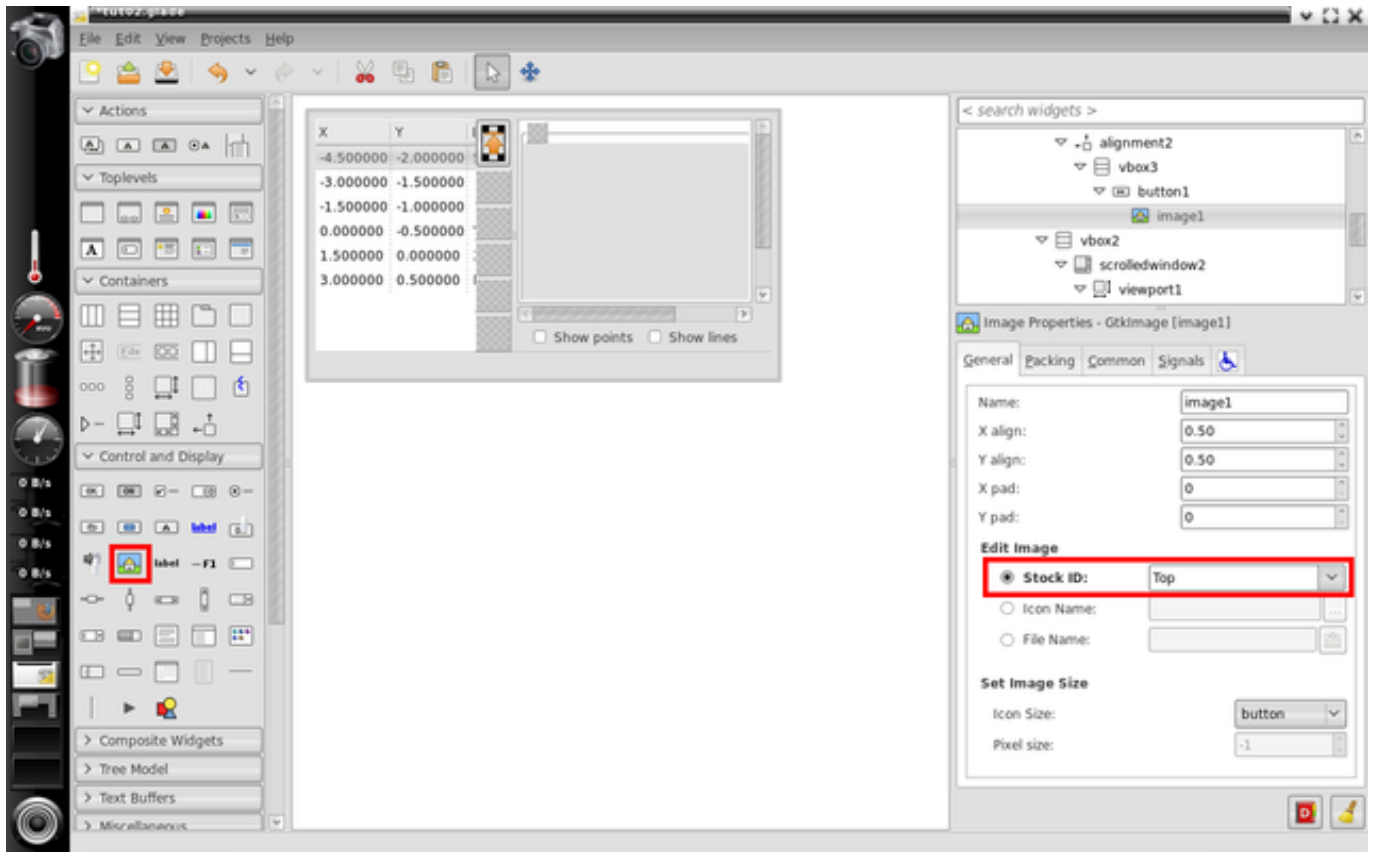 *tuto2.glade
File Edit View Projects Help
Actions
Toplevels
Containers
Control and Display
label
label
F1
Composite Widgets
Tree Model
Text Buffers
Miscellaneous
0 B/s
0 B/s
0 B/s
0 B/s
X Y
-4.500000 -2.000000
-3.000000 -1.500000
-1.500000 -1.000000
0.000000 -0.500000
1.500000 0.000000
3.000000 0.500000
Show points Show lines
< search widgets >
alignment2
vbox3
button1
image1
vbox2
scrolledwindow2
viewport1
Image Properties - GtkImage [image1]
General Packing Common Signals
Name: image1
X align: 0.50
Y align: 0.50
X pad: 0
Y pad: 0
Edit Image
Stock ID: Top
Icon Name: ...
File Name:
Set Image Size
Icon Size: button
Pixel size: -1